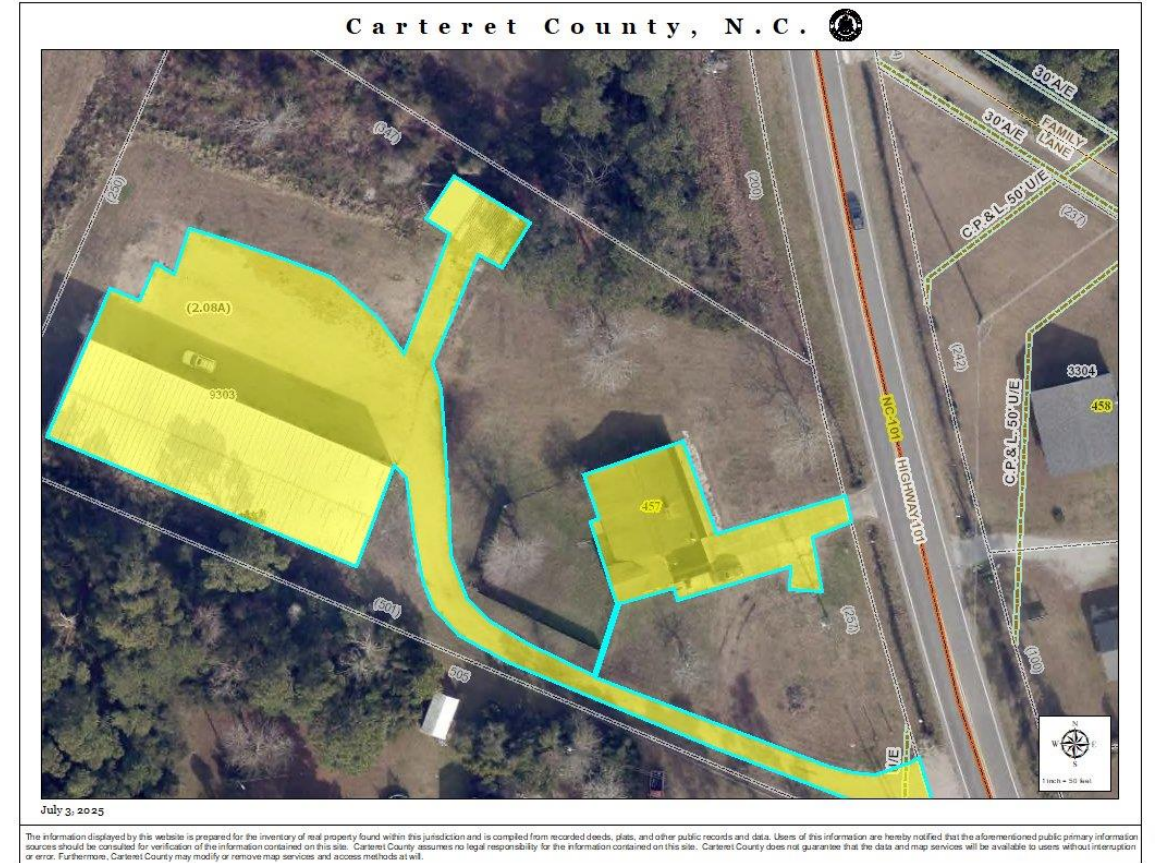 Carteret County, N.C.
30' A/E
30' A/E
FAMILY
LANE
(347)
(250)
(200)
C.P.& L. 50' U/E
(237)
(2.08A)
(242)
3304
9303
458
NC-101
HIGHWAY 101
C.P.& L. 50' U/E
457
(501)
(257)
(100)
505
U/E
N
W E
S
1 inch = 50 feet
July 3, 2025
The information displayed by this website is prepared for the inventory of real property found within this jurisdiction and is compiled from recorded deeds, plats, and other public records and data. Users of this information are hereby notified that the aforementioned public primary information
sources should be consulted for verification of the information contained on this site. Carteret County assumes no legal responsibility for the information contained on this site. Carteret County does not guarantee that the data and map services will be available to users without interruption
or error. Furthermore, Carteret County may modify or remove map services and access methods at will.